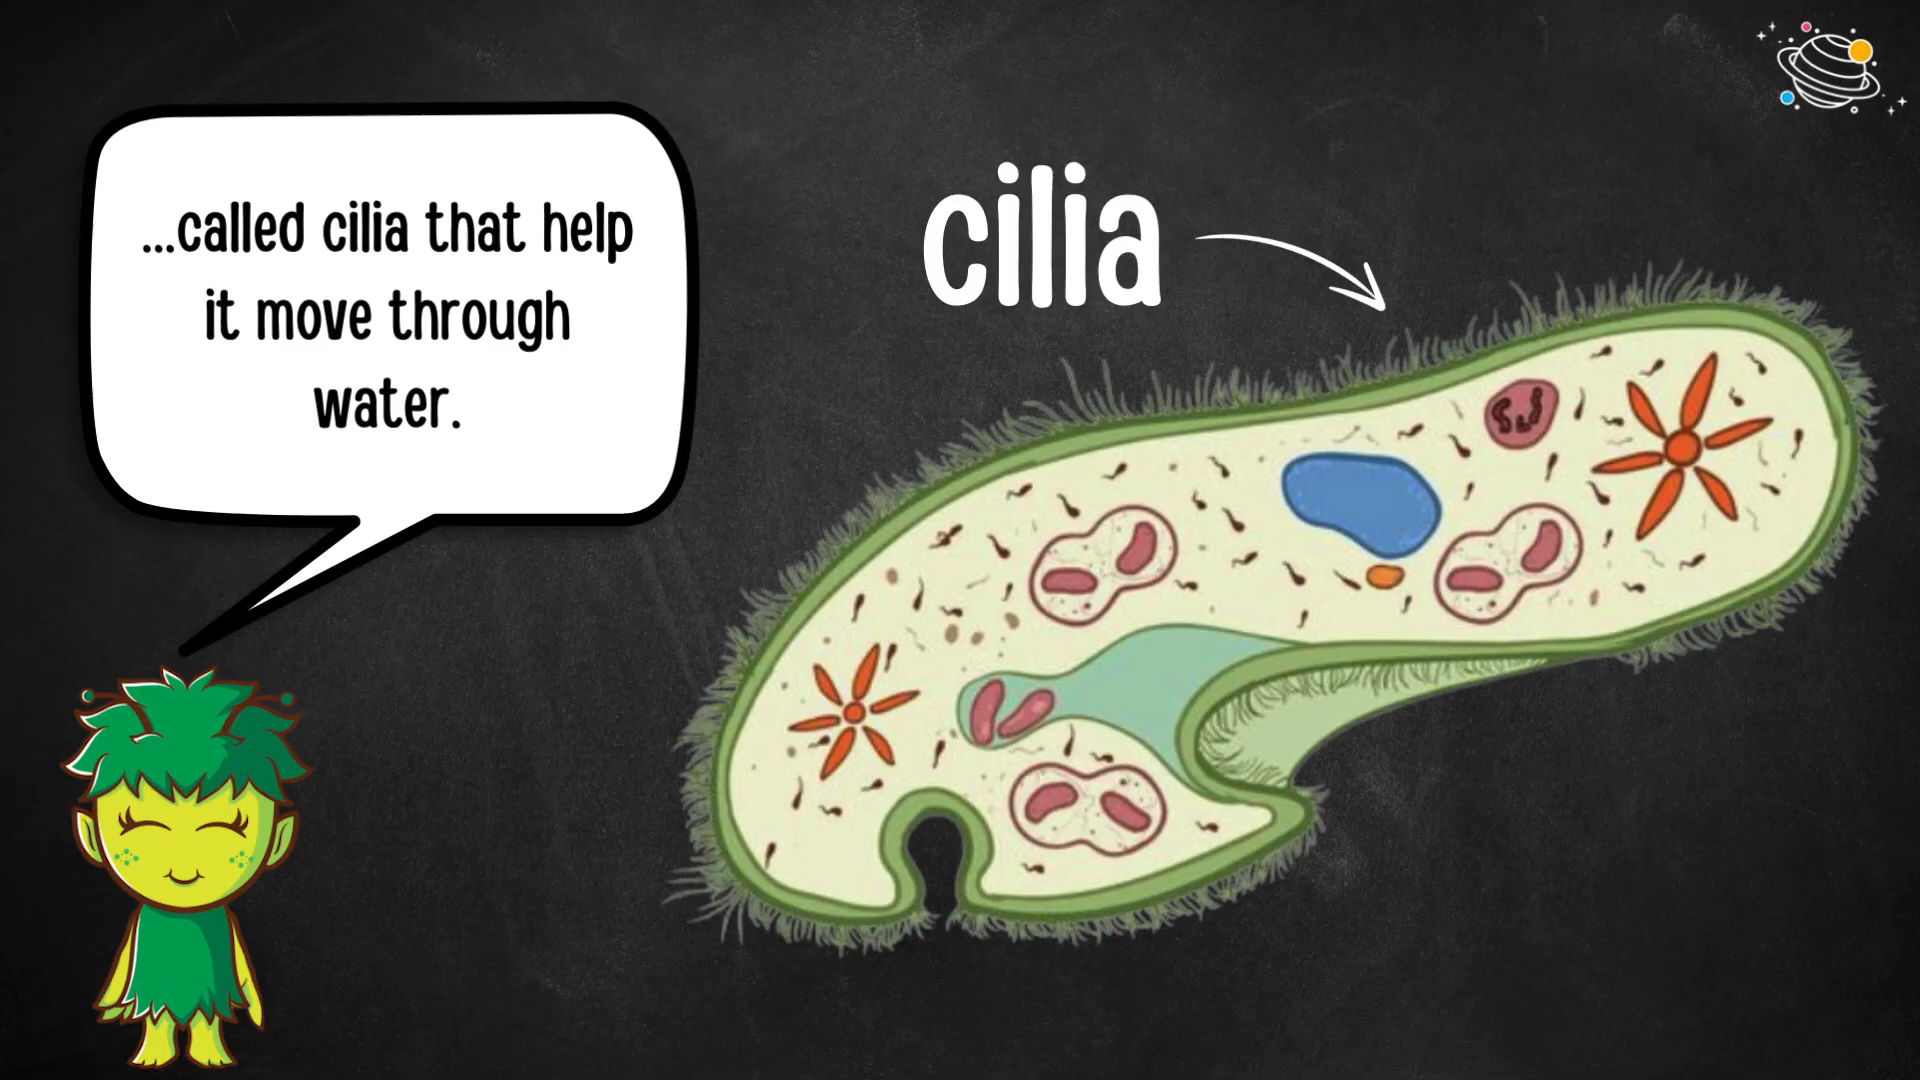 ...called cilia that help
it move through
water.
cilia